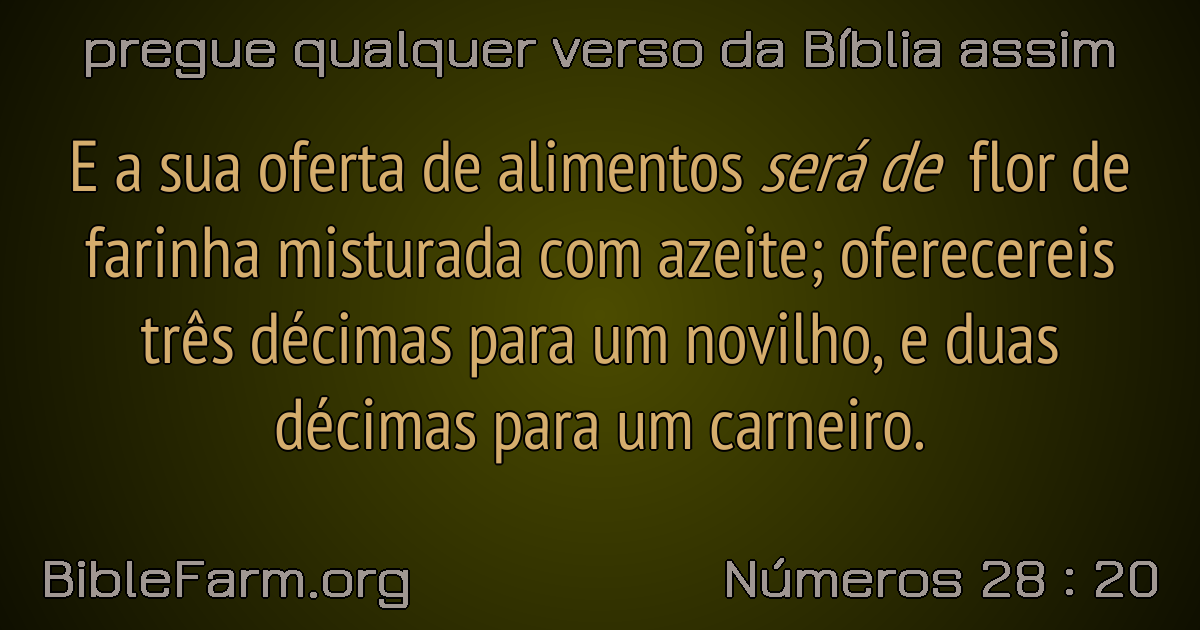 pregue qualquer verso da Bíblia assim
E a sua oferta de alimentos será de flor de
farinha misturada com azeite; oferecereis
três décimas para um novilho, e duas
décimas para um carneiro.
BibleFarm.org
Números 28 : 20